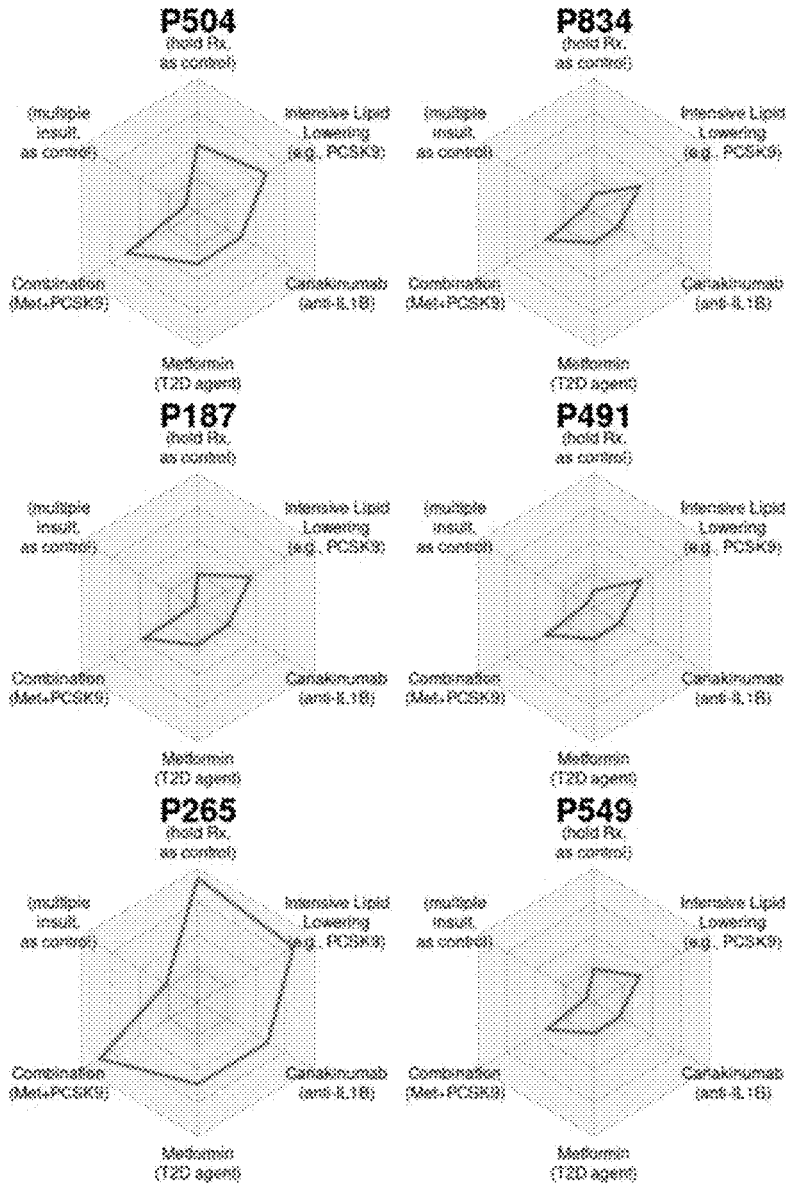 P504
(hold Rx,
as control)
(multiple
insult,
as control)
Intensive Lipid
Lowering
(e.g., PCSK9)
Combination
(Met+PCSK9)
Canakinumab
(anti-IL1B)
Metformin
(T2D agent)
P834
(hold Rx,
as control)
(multiple
insult,
as control)
Intensive Lipid
Lowering
(e.g., PCSK9)
Combination
(Met+PCSK9)
Canakinumab
(anti-IL1B)
Metformin
(T2D agent)
P187
(hold Rx,
as control)
(multiple
insult,
as control)
Intensive Lipid
Lowering
(e.g., PCSK9)
Combination
(Met+PCSK9)
Canakinumab
(anti-IL1B)
Metformin
(T2D agent)
P491
(hold Rx,
as control)
(multiple
insult,
as control)
Intensive Lipid
Lowering
(e.g., PCSK9)
Combination
(Met+PCSK9)
Canakinumab
(anti-IL1B)
Metformin
(T2D agent)
P265
(hold Rx,
as control)
(multiple
insult,
as control)
Intensive Lipid
Lowering
(e.g., PCSK9)
Combination
(Met+PCSK9)
Canakinumab
(anti-IL1B)
Metformin
(T2D agent)
P549
(hold Rx,
as control)
(multiple
insult,
as control)
Intensive Lipid
Lowering
(e.g., PCSK9)
Combination
(Met+PCSK9)
Canakinumab
(anti-IL1B)
Metformin
(T2D agent)